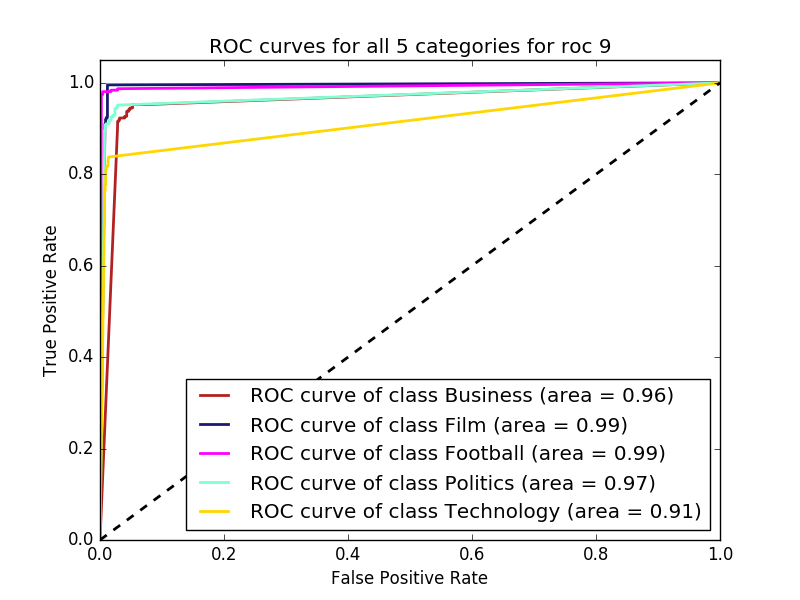 ROC curves for all 5 categories for roc 9
1.0
0.8
0.6
0.4
0.2
0.0
True Positive Rate
ROC curve of class Business (area = 0.96)
ROC curve of class Film (area = 0.99)
ROC curve of class Football (area = 0.99)
ROC curve of class Politics (area = 0.97)
ROC curve of class Technology (area = 0.91)
0.0 0.2 0.4 0.6 0.8 1.0
False Positive Rate